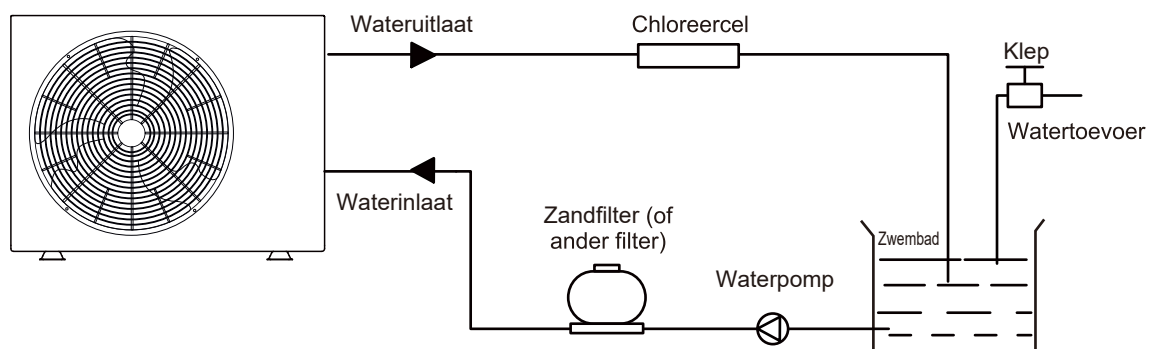 Wateruitlaat
Chloreercel
Klep
Watertoevoer
Waterinlaat
Zandfilter (of
ander filter)
Zwembad
Waterpomp